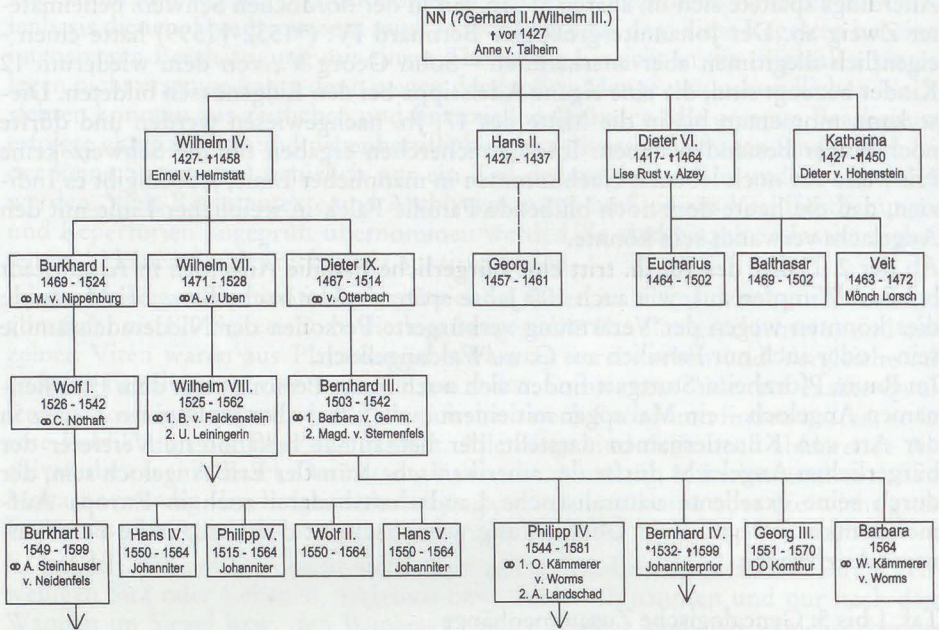 NN (?Gerhard II./Wilhelm III.)
✝vor 1427
Anne v. Talheim
Wilhelm IV.
1427- ✝1458
Ennel v. Helmstatt
Hans II.
1427 - 1437
Dieter VI.
1417 - ✝1464
Lise Rust v. Alzey
Katharina
1427 -✝1450
Dieter v. Hohenstein
Burkhard I.
1469 - 1524
⚭ M. v. Nippenburg
Wilhelm VII.
1471 - 1528
⚭ A. v. Uben
Dieter IX.
1467 - 1514
⚭ v. Otterbach
Georg I.
1457 - 1461
Eucharius
1464 - 1502
Balthasar
1469 - 1502
Veit
1463 - 1472
Mönch Lorsch
Wolf I.
1526 - 1542
⚭ C. Nothaft
Wilhelm VIII.
1525 - 1562
⚭ 1. B. v. Falckenstein
2. U Leiningerh
Bernhard III.
1503 - 1542
⚭ 1. Barbara v. Gemm.
2. Magd. v. Sternenfels
Burkhart II.
1549 - 1599
⚭ A. Steinhauser
v. Neidenfels
Hans IV.
1550 - 1564
Johanniter
Philipp V.
1515 - 1564
Johanniter
Wolf II.
1550 - 1564
Hans V.
1550 - 1564
Johanniter
Philipp IV.
1544 - 1581
⚭ 1. O. Kämmerer
v. Worms
2. A. Landschad
Bernhard IV.
*1532- ✝1599
Johanniterprior
Georg III.
1551 - 1570
DO Komthur
Barbara
1564
⚭ W. Kämmerer
v. Worms